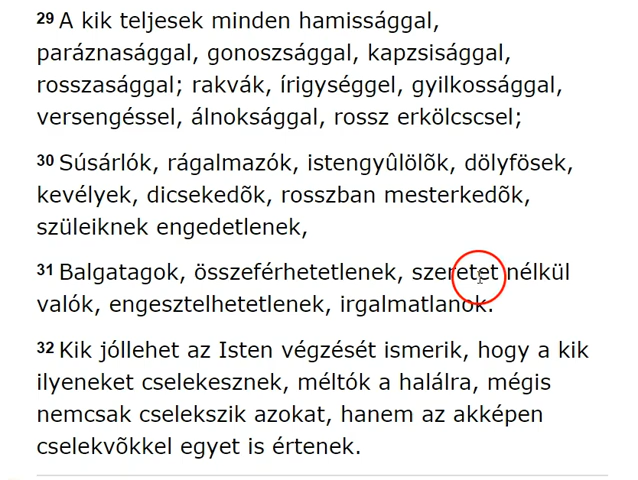 29 A kik teljesek minden hamissággal,
paráznasággal, gonoszsággal, kapzsisággal,
rosszasággal; rakvák, írigységgel, gyilkossággal,
versengéssel, álnoksággal, rossz erkölcscsel;
30 Súsárlók, rágalmazók, istengyûlölõk, dölyfösek,
kevélyek, dicsekedõk, rosszban mesterkedõk,
szüleiknek engedetlenek,
31 Balgatagok, összeférhetetlenek, szeretet nélkül
valók, engesztelhetetlenek, irgalmatlanok.
32 Kik jóllehet az Isten végzését ismerik, hogy a kik
ilyeneket cselekesznek, méltók a halálra, mégis
nemcsak cselekszik azokat, hanem az akképen
cselekvõkkel egyet is értenek.